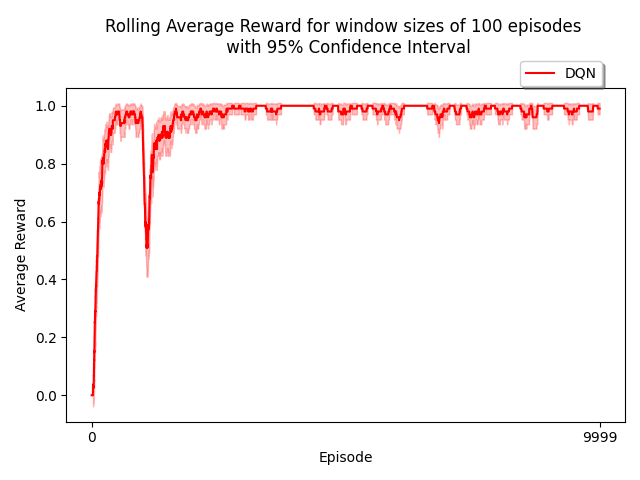 Rolling Average Reward for window sizes of 100 episodes
with 95% Confidence Interval
DQN
1.0
0.8
0.6
0.4
0.2
0.0
Average Reward
0
9999
Episode